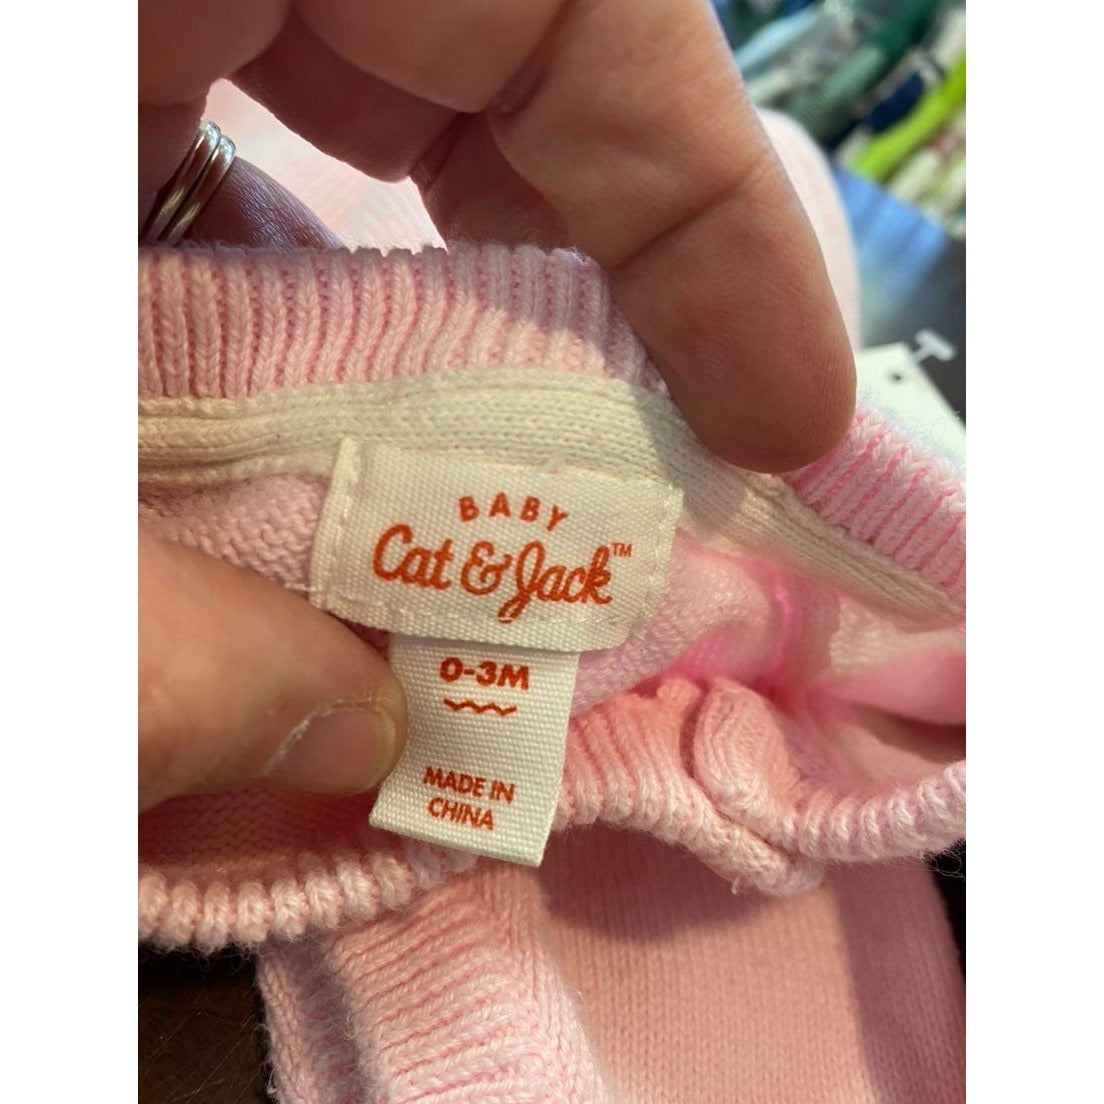 BABY
Cat & Jack™
0-3M
MADE IN
CHINA